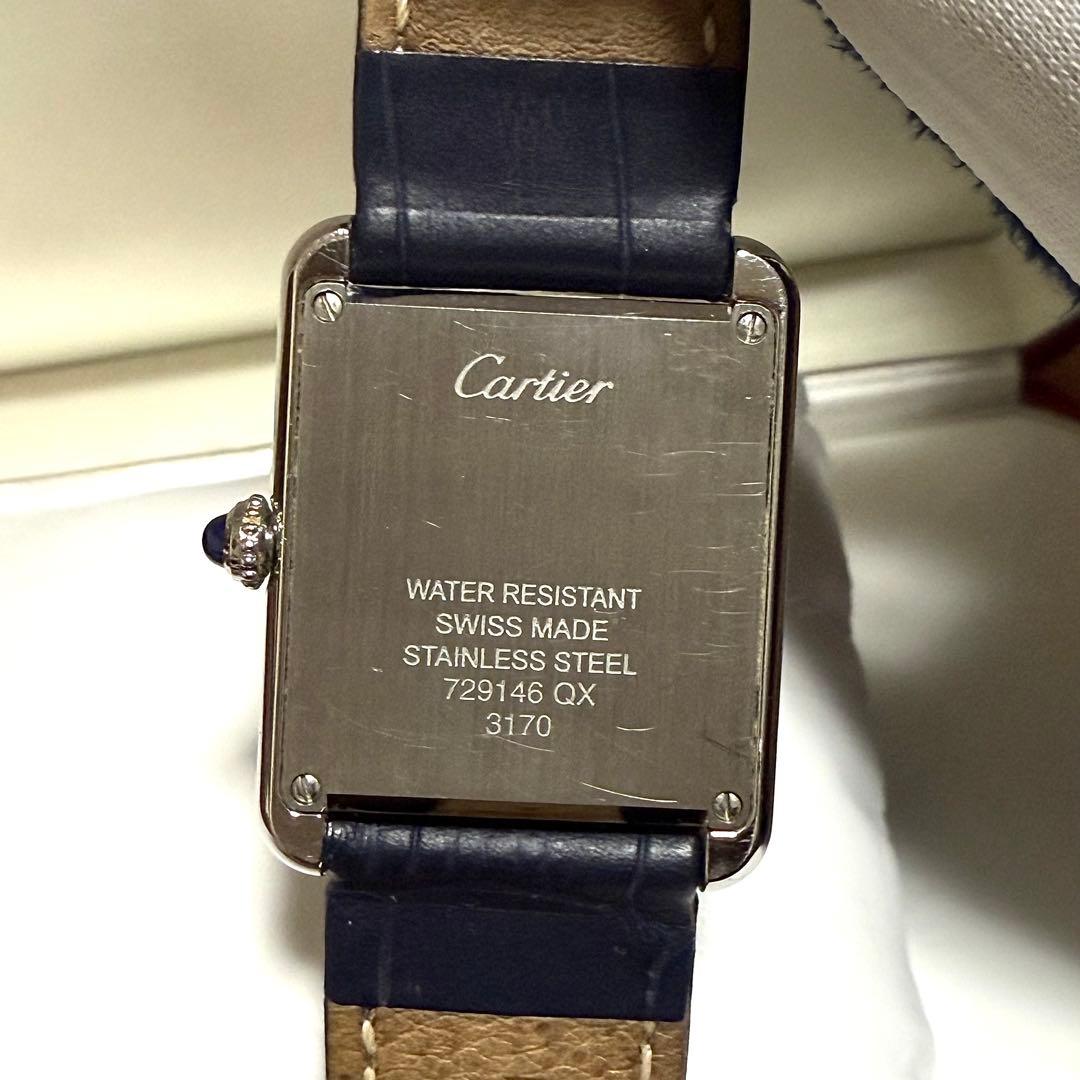 Cartier
WATER RESISTANT
SWISS MADE
STAINLESS STEEL
729146 QX
3170